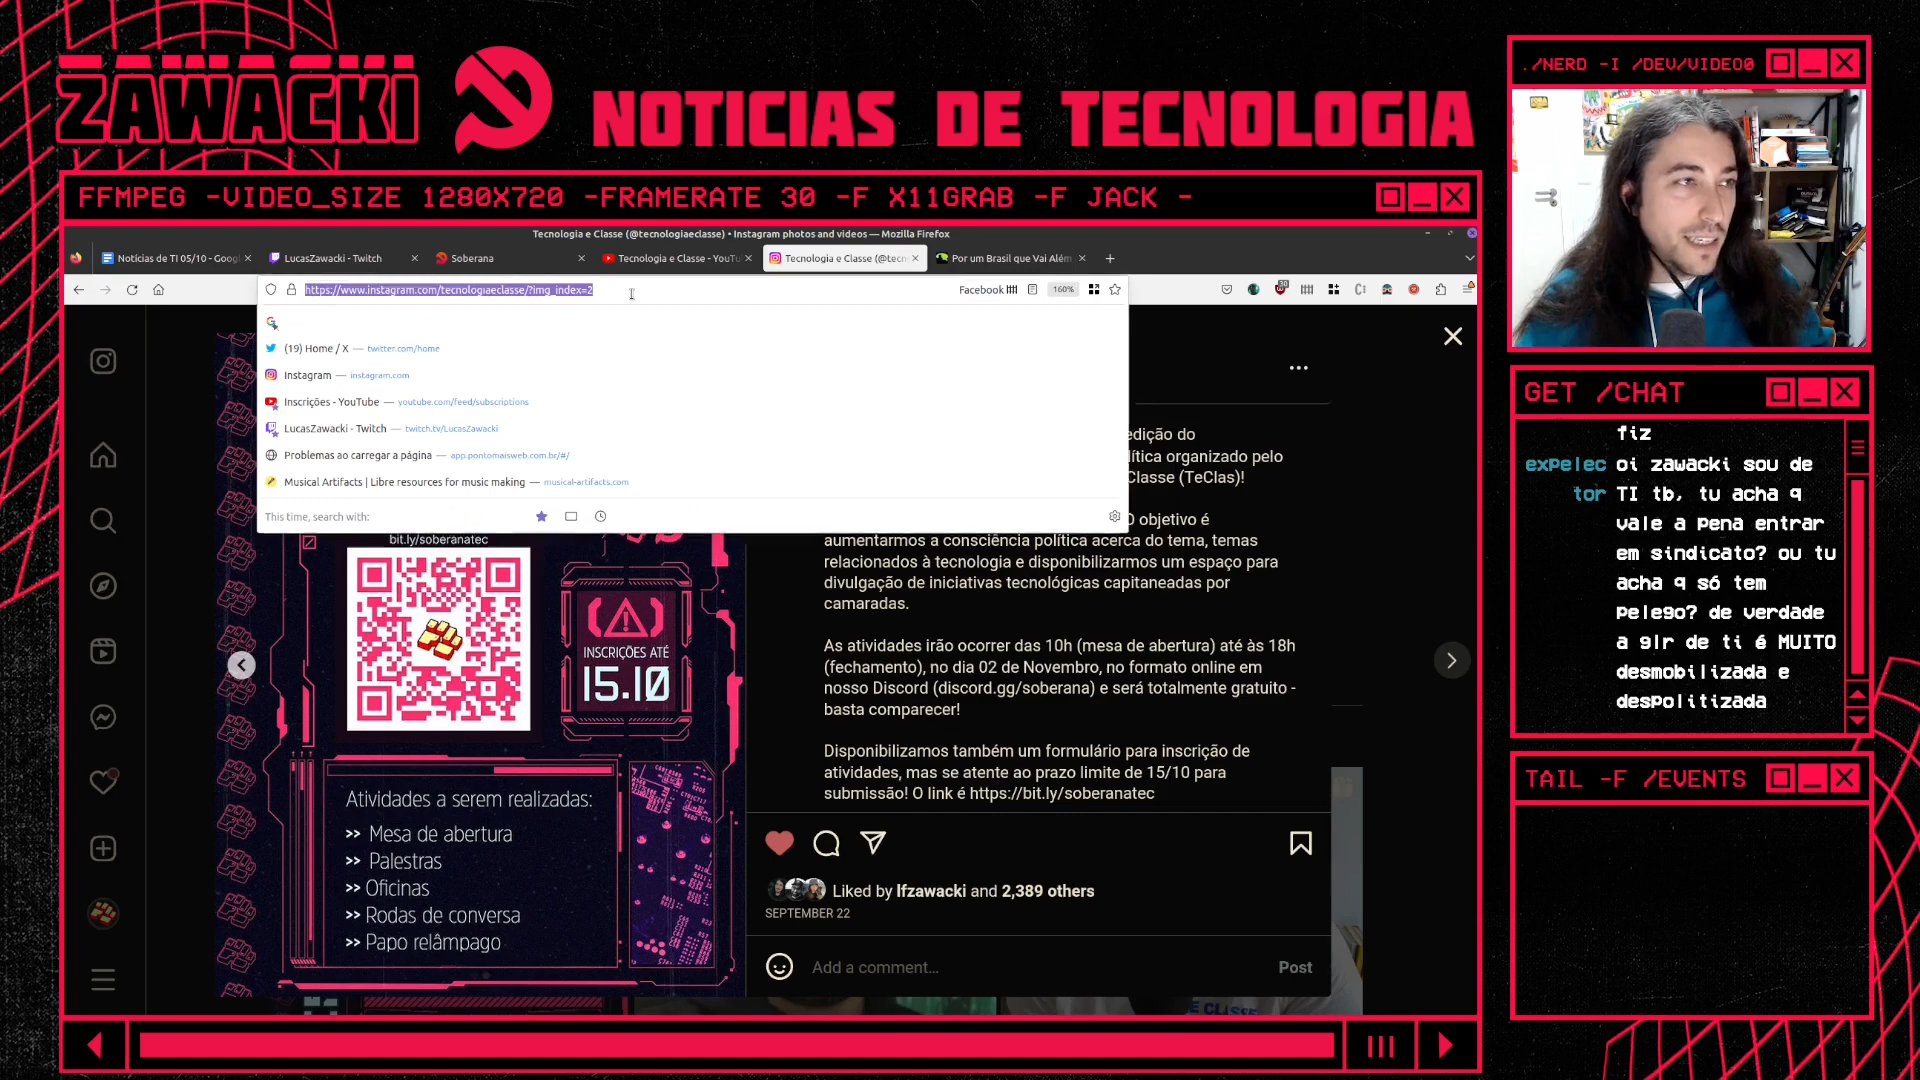 ZAWACKI
NOTICIAS DE TECNOLOGIA
./NERD -I /DEV/VIDEO0
FFMPEG -VIDEO_SIZE 1280X720 -FRAMERATE 30 -F X11GRAB -F JACK -
Tecnologia e Classe (@tecnologiaeclasse) • Instagram photos and videos — Mozilla Firefox
Notícias de TI 05/10 - Goog
LucasZawacki - Twitch
Soberana
Tecnologia e Classe - YouTu
Tecnologia e Classe (@tecn
Por um Brasil que Vai Além
https://www.instagram.com/tecnologiaeclasse/?img_index=2
Facebook
160%
30
(19) Home / X — twitter.com/home
Instagram — instagram.com
Inscrições - YouTube — youtube.com/feed/subscriptions
LucasZawacki - Twitch — twitch.tv/LucasZawacki
Problemas ao carregar a página — app.pontomaisweb.com.br/#/
Musical Artifacts | Libre resources for music making — musical-artifacts.com
This time, search with:
bit.ly/soberanatec
INSCRIÇÕES ATÉ
15.10
Atividades a serem realizadas:
>> Mesa de abertura
>> Palestras
>> Oficinas
>> Rodas de conversa
>> Papo relâmpago
edição do
lítica organizado pelo
Classe (TeClas)!
O objetivo é
aumentarmos a consciência política acerca do tema, temas
relacionados à tecnologia e disponibilizarmos um espaço para
divulgação de iniciativas tecnológicas capitaneadas por
camaradas.
As atividades irão ocorrer das 10h (mesa de abertura) até às 18h
(fechamento), no dia 02 de Novembro, no formato online em
nosso Discord (discord.gg/soberana) e será totalmente gratuito -
basta comparecer!
Disponibilizamos também um formulário para inscrição de
atividades, mas se atente ao prazo limite de 15/10 para
submissão! O link é https://bit.ly/soberanatec
Liked by lfzawacki and 2,389 others
SEPTEMBER 22
Add a comment...
Post
E CLASSE
GET /CHAT
fiz
expelec oi zawacki sou de
tor TI tb, tu acha q
vale a pena entrar
em sindicato? ou tu
acha q só tem
pelego? de verdade
a glr de ti é MUITO
desmobilizada e
despolitizada
TAIL -F /EVENTS